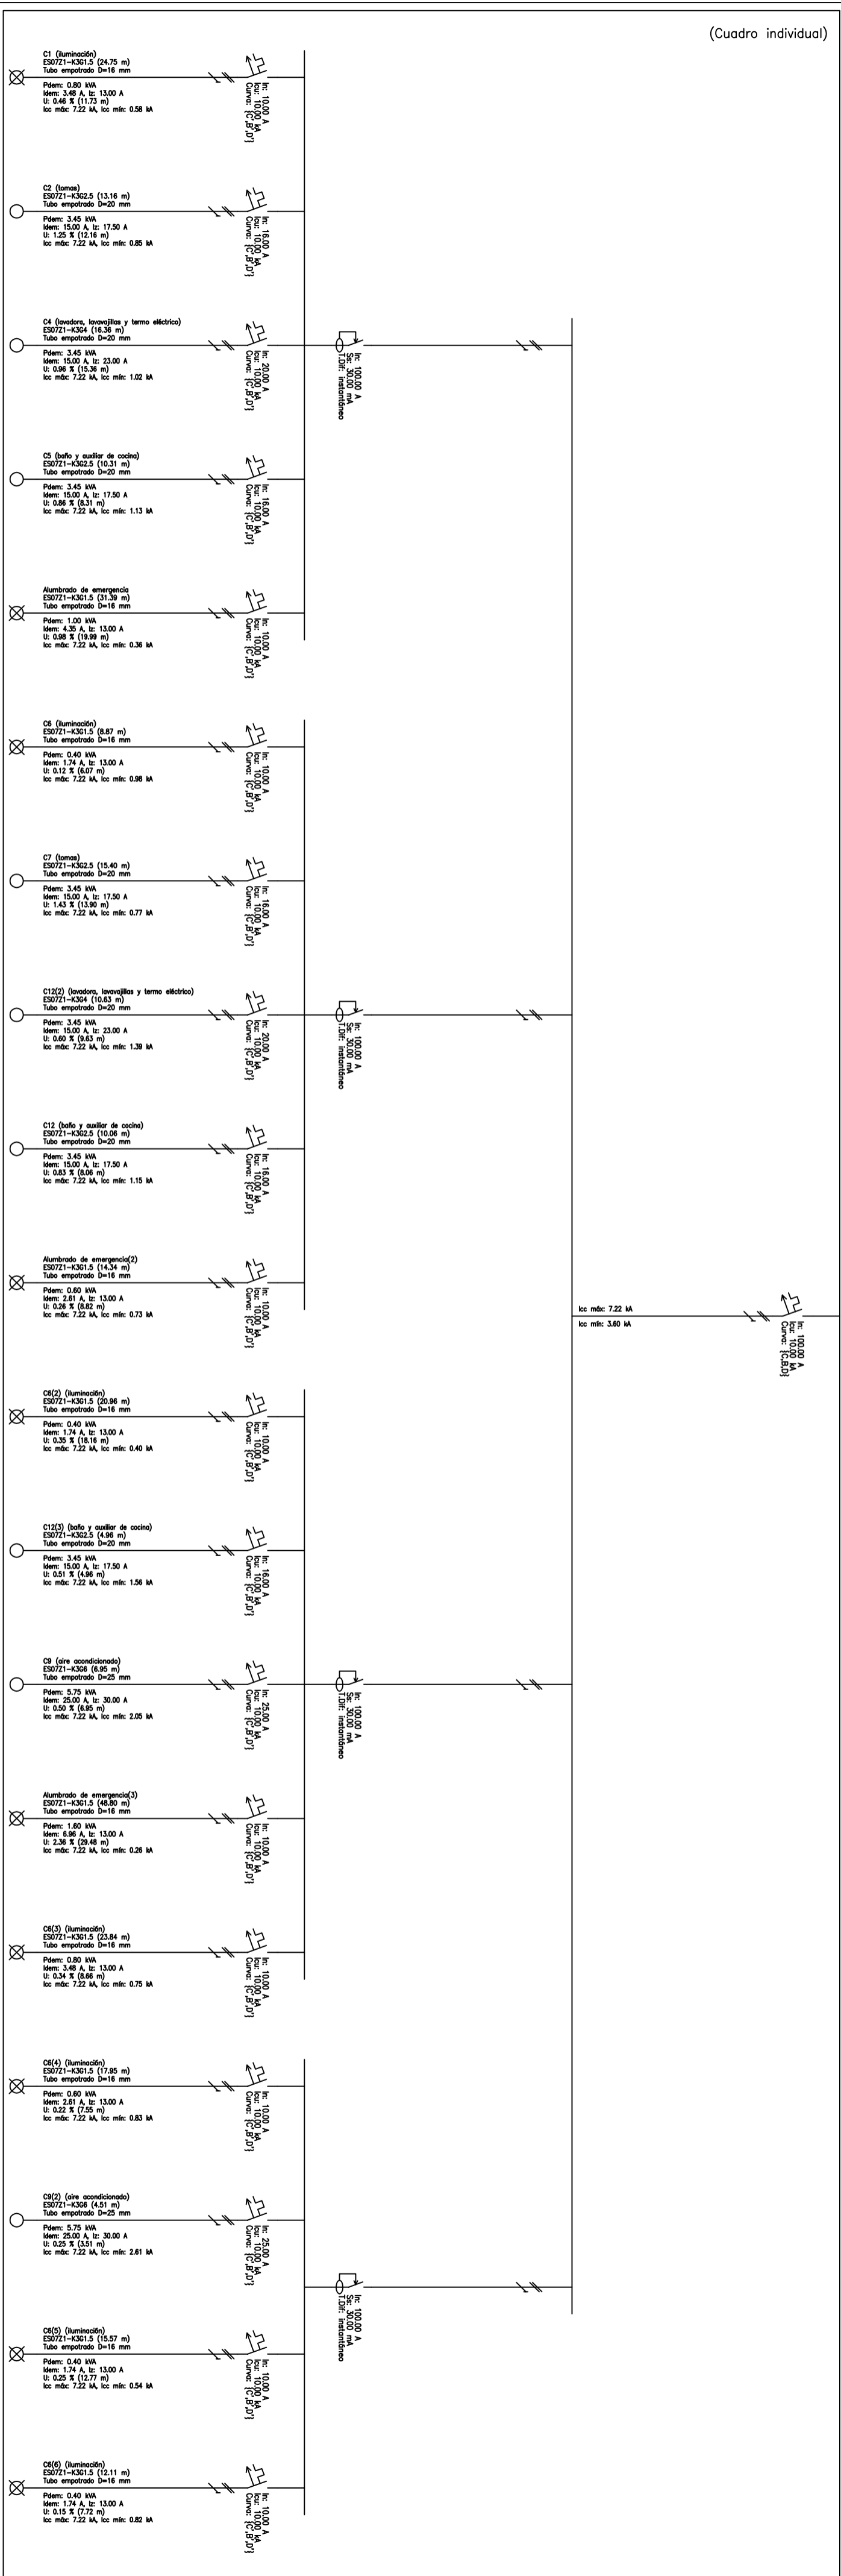 (Cuadro individual)
C1 (iluminación)
ES07Z1-K3G1.5 (24.75 m)
Tubo empotrado D=16 mm
Pdem: 0.80 kVA
Idem: 3.48 A, Iz: 13.00 A
U: 0.46 % (11.73 m)
Icc máx: 7.22 kA, Icc mín: 0.58 kA
In: 10.00 A
Icu: 10.00 kA
Curva: {C',B',D'}
C2 (tomas)
ES07Z1-K3G2.5 (13.16 m)
Tubo empotrado D=20 mm
Pdem: 3.45 kVA
Idem: 15.00 A, Iz: 17.50 A
U: 1.25 % (12.16 m)
Icc máx: 7.22 kA, Icc mín: 0.85 kA
In: 16.00 A
Icu: 10.00 kA
Curva: {C',B',D'}
C4 (lavadora, lavavajillas y termo eléctrico)
ES07Z1-K3G4 (16.36 m)
Tubo empotrado D=20 mm
Pdem: 3.45 kVA
Idem: 15.00 A, Iz: 23.00 A
U: 0.96 % (15.36 m)
Icc máx: 7.22 kA, Icc mín: 1.02 kA
In: 20.00 A
Icu: 10.00 kA
Curva: {C',B',D'}
In: 100.00 A
Ss: 30.00 mA
T.Dif: instantáneo
C5 (baño y auxiliar de cocina)
ES07Z1-K3G2.5 (10.31 m)
Tubo empotrado D=20 mm
Pdem: 3.45 kVA
Idem: 15.00 A, Iz: 17.50 A
U: 0.86 % (8.31 m)
Icc máx: 7.22 kA, Icc mín: 1.13 kA
In: 16.00 A
Icu: 10.00 kA
Curva: {C',B',D'}
Alumbrado de emergencia
ES07Z1-K3G1.5 (31.39 m)
Tubo empotrado D=16 mm
Pdem: 1.00 kVA
Idem: 4.35 A, Iz: 13.00 A
U: 0.98 % (19.99 m)
Icc máx: 7.22 kA, Icc mín: 0.36 kA
In: 10.00 A
Icu: 10.00 kA
Curva: {C',B',D'}
C6 (iluminación)
ES07Z1-K3G1.5 (8.87 m)
Tubo empotrado D=16 mm
Pdem: 0.40 kVA
Idem: 1.74 A, Iz: 13.00 A
U: 0.12 % (6.07 m)
Icc máx: 7.22 kA, Icc mín: 0.98 kA
In: 10.00 A
Icu: 10.00 kA
Curva: {C',B',D'}
C7 (tomas)
ES07Z1-K3G2.5 (15.40 m)
Tubo empotrado D=20 mm
Pdem: 3.45 kVA
Idem: 15.00 A, Iz: 17.50 A
U: 1.43 % (13.90 m)
Icc máx: 7.22 kA, Icc mín: 0.77 kA
In: 16.00 A
Icu: 10.00 kA
Curva: {C',B',D'}
C12(2) (lavadora, lavavajillas y termo eléctrico)
ES07Z1-K3G4 (10.63 m)
Tubo empotrado D=20 mm
Pdem: 3.45 kVA
Idem: 15.00 A, Iz: 23.00 A
U: 0.60 % (9.63 m)
Icc máx: 7.22 kA, Icc mín: 1.39 kA
In: 20.00 A
Icu: 10.00 kA
Curva: {C',B',D'}
In: 100.00 A
Ss: 30.00 mA
T.Dif: instantáneo
C12 (baño y auxiliar de cocina)
ES07Z1-K3G2.5 (10.06 m)
Tubo empotrado D=20 mm
Pdem: 3.45 kVA
Idem: 15.00 A, Iz: 17.50 A
U: 0.83 % (8.06 m)
Icc máx: 7.22 kA, Icc mín: 1.15 kA
In: 16.00 A
Icu: 10.00 kA
Curva: {C',B',D'}
Alumbrado de emergencia(2)
ES07Z1-K3G1.5 (14.34 m)
Tubo empotrado D=16 mm
Pdem: 0.60 kVA
Idem: 2.61 A, Iz: 13.00 A
U: 0.26 % (8.82 m)
Icc máx: 7.22 kA, Icc mín: 0.73 kA
In: 10.00 A
Icu: 10.00 kA
Curva: {C',B',D'}
Icc máx: 7.22 kA
Icc mín: 3.60 kA
In: 100.00 A
Icu: 10.00 kA
Curva: {C,B,D}
C6(2) (iluminación)
ES07Z1-K3G1.5 (20.96 m)
Tubo empotrado D=16 mm
Pdem: 0.40 kVA
Idem: 1.74 A, Iz: 13.00 A
U: 0.35 % (18.16 m)
Icc máx: 7.22 kA, Icc mín: 0.40 kA
In: 10.00 A
Icu: 10.00 kA
Curva: {C',B',D'}
C12(3) (baño y auxiliar de cocina)
ES07Z1-K3G2.5 (4.96 m)
Tubo empotrado D=20 mm
Pdem: 3.45 kVA
Idem: 15.00 A, Iz: 17.50 A
U: 0.51 % (4.96 m)
Icc máx: 7.22 kA, Icc mín: 1.56 kA
In: 16.00 A
Icu: 10.00 kA
Curva: {C',B',D'}
C9 (aire acondicionado)
ES07Z1-K3G6 (6.95 m)
Tubo empotrado D=25 mm
Pdem: 5.75 kVA
Idem: 25.00 A, Iz: 30.00 A
U: 0.50 % (6.95 m)
Icc máx: 7.22 kA, Icc mín: 2.05 kA
In: 25.00 A
Icu: 10.00 kA
Curva: {C',B',D'}
In: 100.00 A
Ss: 30.00 mA
T.Dif: instantáneo
Alumbrado de emergencia(3)
ES07Z1-K3G1.5 (48.80 m)
Tubo empotrado D=16 mm
Pdem: 1.60 kVA
Idem: 6.96 A, Iz: 13.00 A
U: 2.36 % (29.48 m)
Icc máx: 7.22 kA, Icc mín: 0.26 kA
In: 10.00 A
Icu: 10.00 kA
Curva: {C',B',D'}
C6(3) (iluminación)
ES07Z1-K3G1.5 (23.84 m)
Tubo empotrado D=16 mm
Pdem: 0.80 kVA
Idem: 3.48 A, Iz: 13.00 A
U: 0.34 % (8.66 m)
Icc máx: 7.22 kA, Icc mín: 0.75 kA
In: 10.00 A
Icu: 10.00 kA
Curva: {C',B',D'}
C6(4) (iluminación)
ES07Z1-K3G1.5 (17.95 m)
Tubo empotrado D=16 mm
Pdem: 0.60 kVA
Idem: 2.61 A, Iz: 13.00 A
U: 0.22 % (7.55 m)
Icc máx: 7.22 kA, Icc mín: 0.83 kA
In: 10.00 A
Icu: 10.00 kA
Curva: {C',B',D'}
C9(2) (aire acondicionado)
ES07Z1-K3G6 (4.51 m)
Tubo empotrado D=25 mm
Pdem: 5.75 kVA
Idem: 25.00 A, Iz: 30.00 A
U: 0.25 % (3.51 m)
Icc máx: 7.22 kA, Icc mín: 2.61 kA
In: 25.00 A
Icu: 10.00 kA
Curva: {C',B',D'}
In: 100.00 A
Ss: 30.00 mA
T.Dif: instantáneo
C6(5) (iluminación)
ES07Z1-K3G1.5 (15.57 m)
Tubo empotrado D=16 mm
Pdem: 0.40 kVA
Idem: 1.74 A, Iz: 13.00 A
U: 0.25 % (12.77 m)
Icc máx: 7.22 kA, Icc mín: 0.54 kA
In: 10.00 A
Icu: 10.00 kA
Curva: {C',B',D'}
C6(6) (iluminación)
ES07Z1-K3G1.5 (12.11 m)
Tubo empotrado D=16 mm
Pdem: 0.40 kVA
Idem: 1.74 A, Iz: 13.00 A
U: 0.15 % (7.72 m)
Icc máx: 7.22 kA, Icc mín: 0.82 kA
In: 10.00 A
Icu: 10.00 kA
Curva: {C',B',D'}